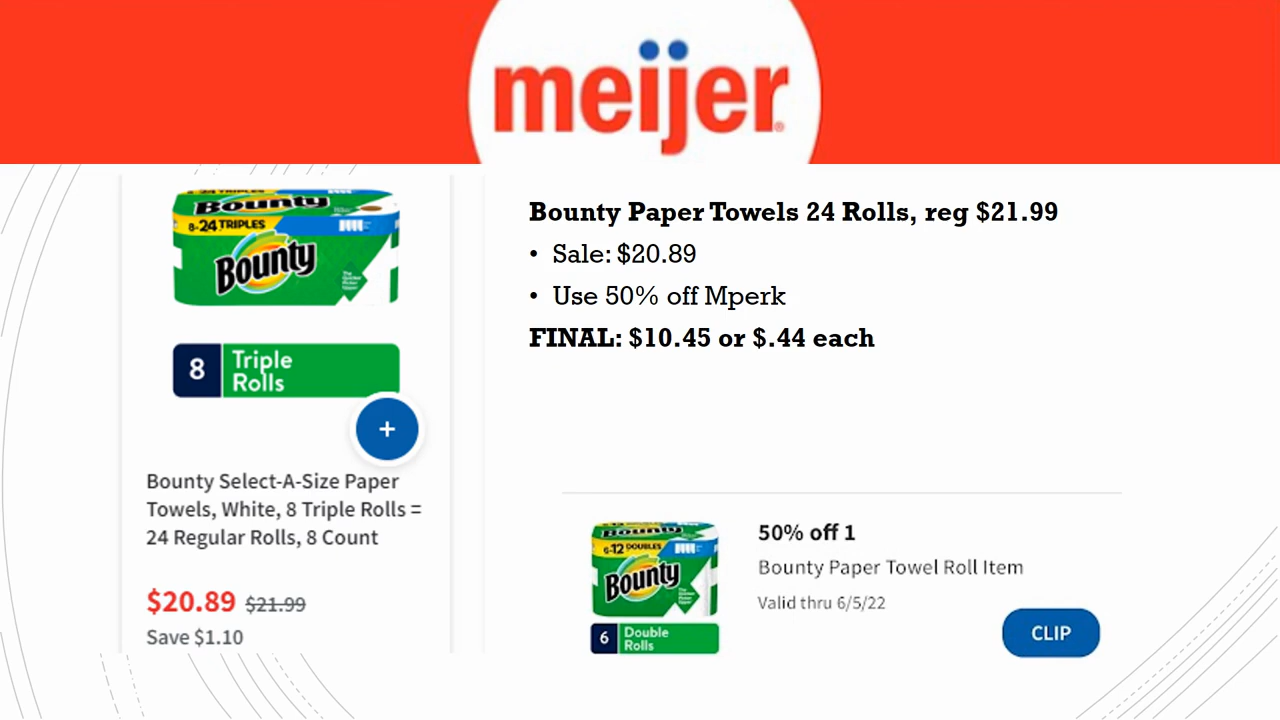 meijer
Bounty
8=24 TRIPLES
Bounty
8 Triple Rolls
Bounty Select-A-Size Paper
Towels, White, 8 Triple Rolls =
24 Regular Rolls, 8 Count
$20.89 $21.99
Save $1.10
Bounty Paper Towels 24 Rolls, reg $21.99
• Sale: $20.89
• Use 50% off Mperk
FINAL: $10.45 or $.44 each
Bounty
6=12 DOUBLES
Bounty
6 Double Rolls
50% off 1
Bounty Paper Towel Roll Item
Valid thru 6/5/22
CLIP